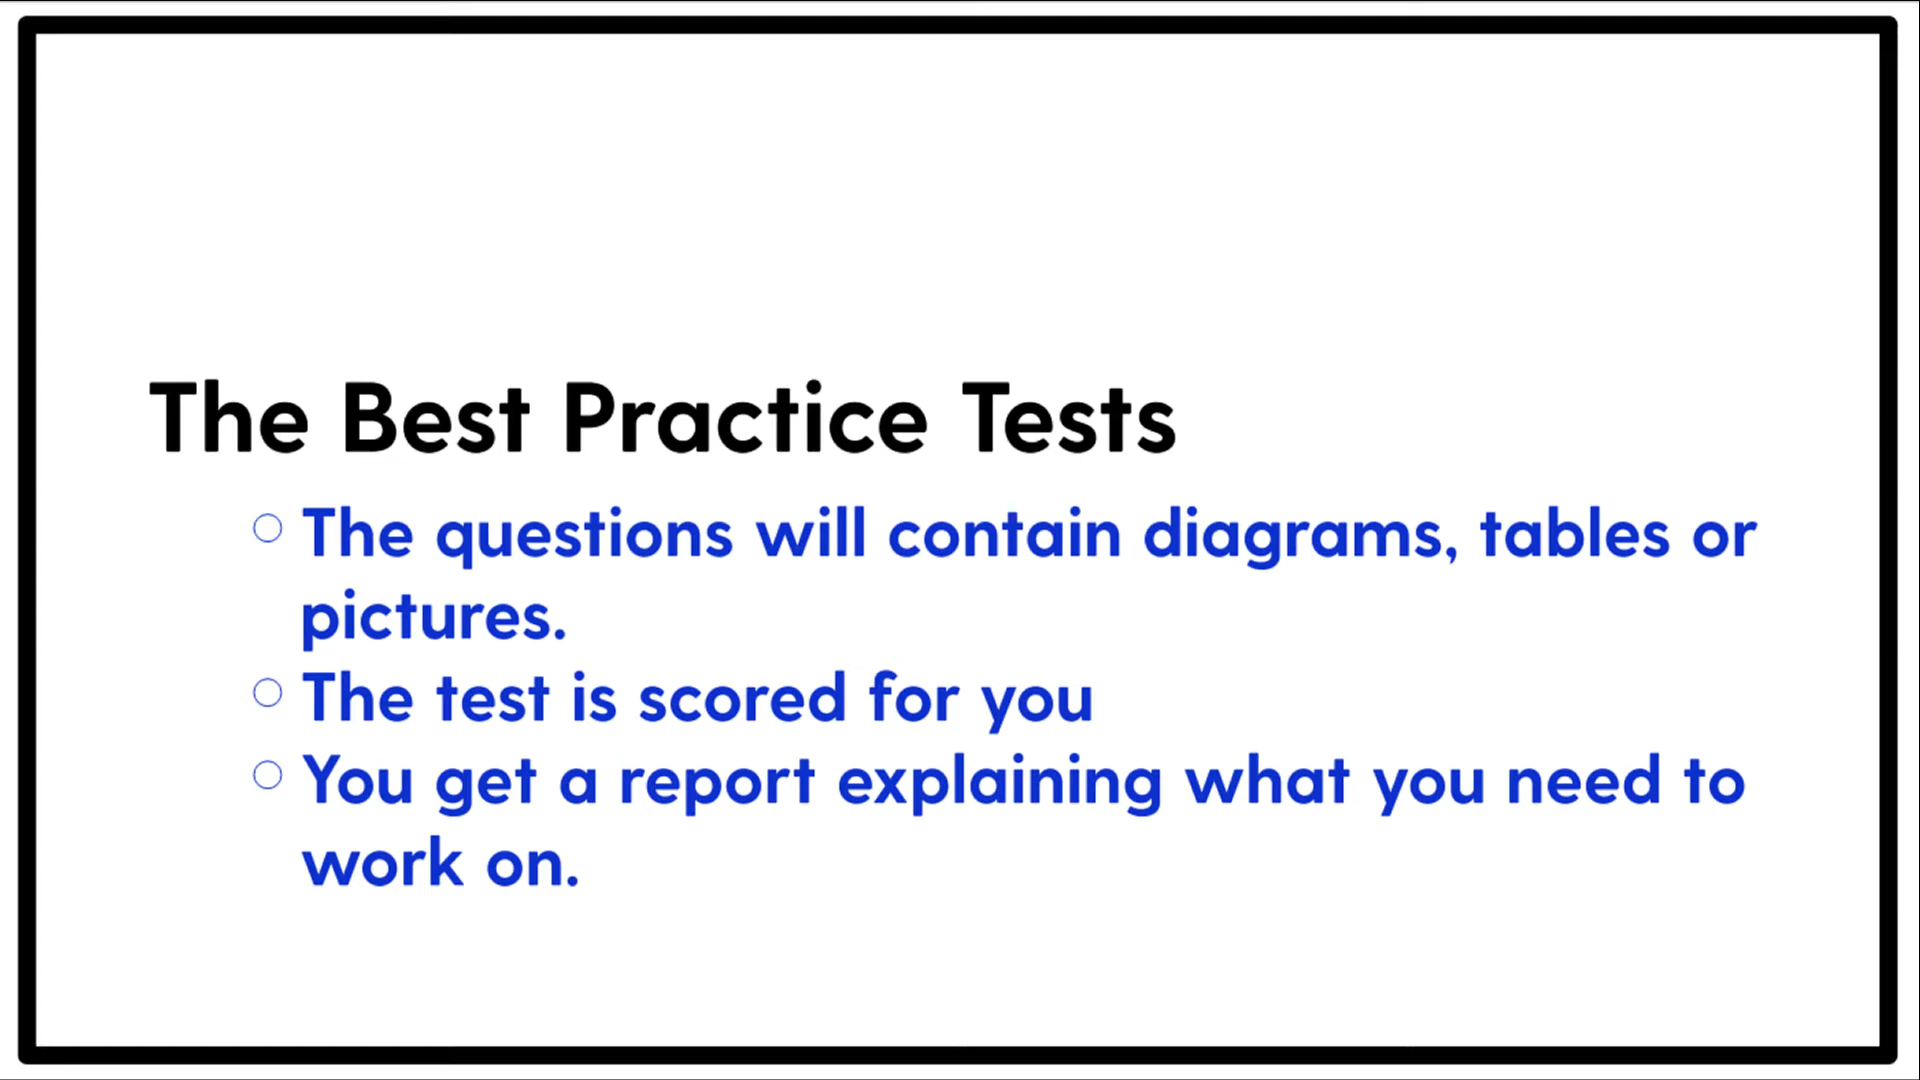 The Best Practice Tests
The questions will contain diagrams, tables or
pictures.
The test is scored for you
You get a report explaining what you need to
work on.